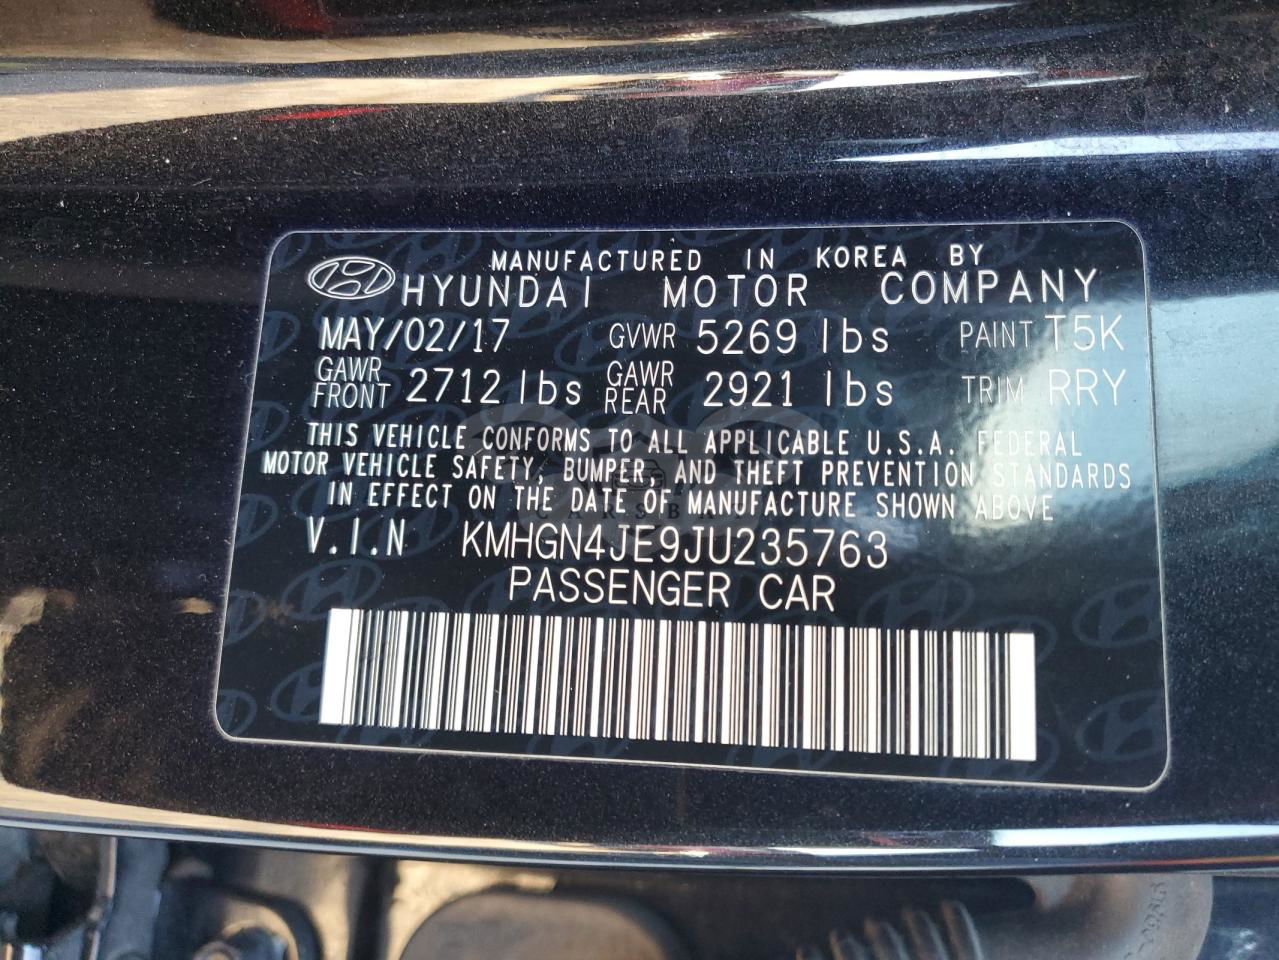 MANUFACTURED IN KOREA BY
HYUNDAI MOTOR COMPANY
MAY/02/17 GVWR 5269 lbs PAINT T5K
GAWR FRONT 2712 lbs GAWR REAR 2921 lbs TRIM RRY
THIS VEHICLE CONFORMS TO ALL APPLICABLE U.S.A. FEDERAL
MOTOR VEHICLE SAFETY, BUMPER, AND THEFT PREVENTION STANDARDS
IN EFFECT ON THE DATE OF MANUFACTURE SHOWN ABOVE
V.I.N KMHGN4JE9JU235763
PASSENGER CAR